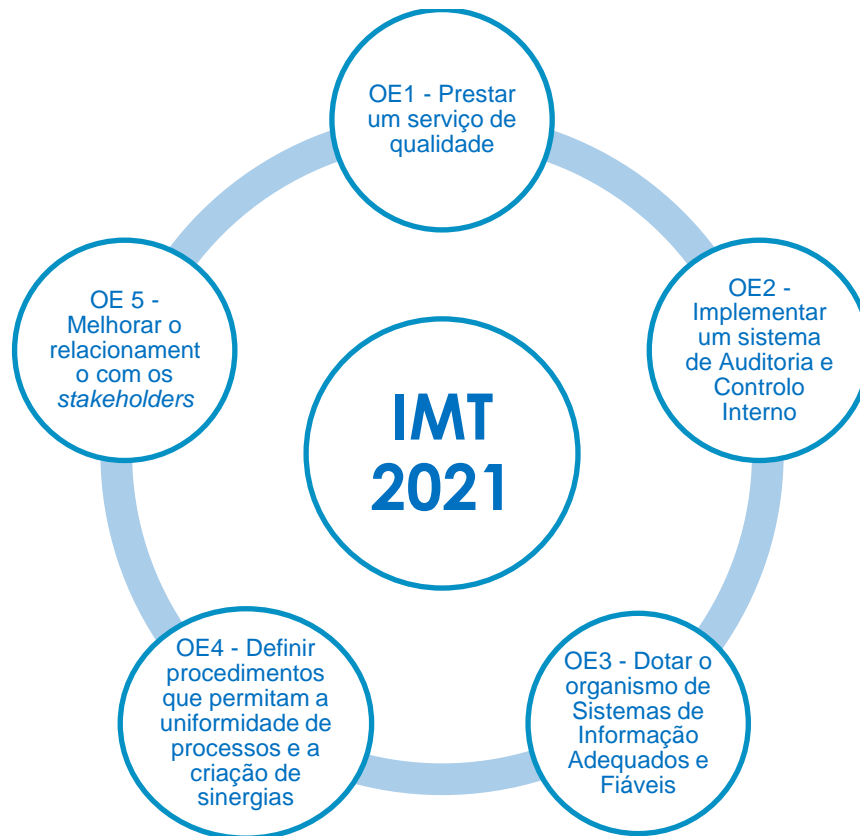 OE1 - Prestar
um serviço de
qualidade
OE2 -
Implementar
um sistema
de Auditoria e
Controlo
Interno
OE3 - Dotar o
organismo de
Sistemas de
Informação
Adequados e
Fiáveis
OE4 - Definir
procedimentos
que permitam a
uniformidade de
processos e a
criação de
sinergias
OE 5 -
Melhorar o
relacionament
o com os
stakeholders
IMT
2021